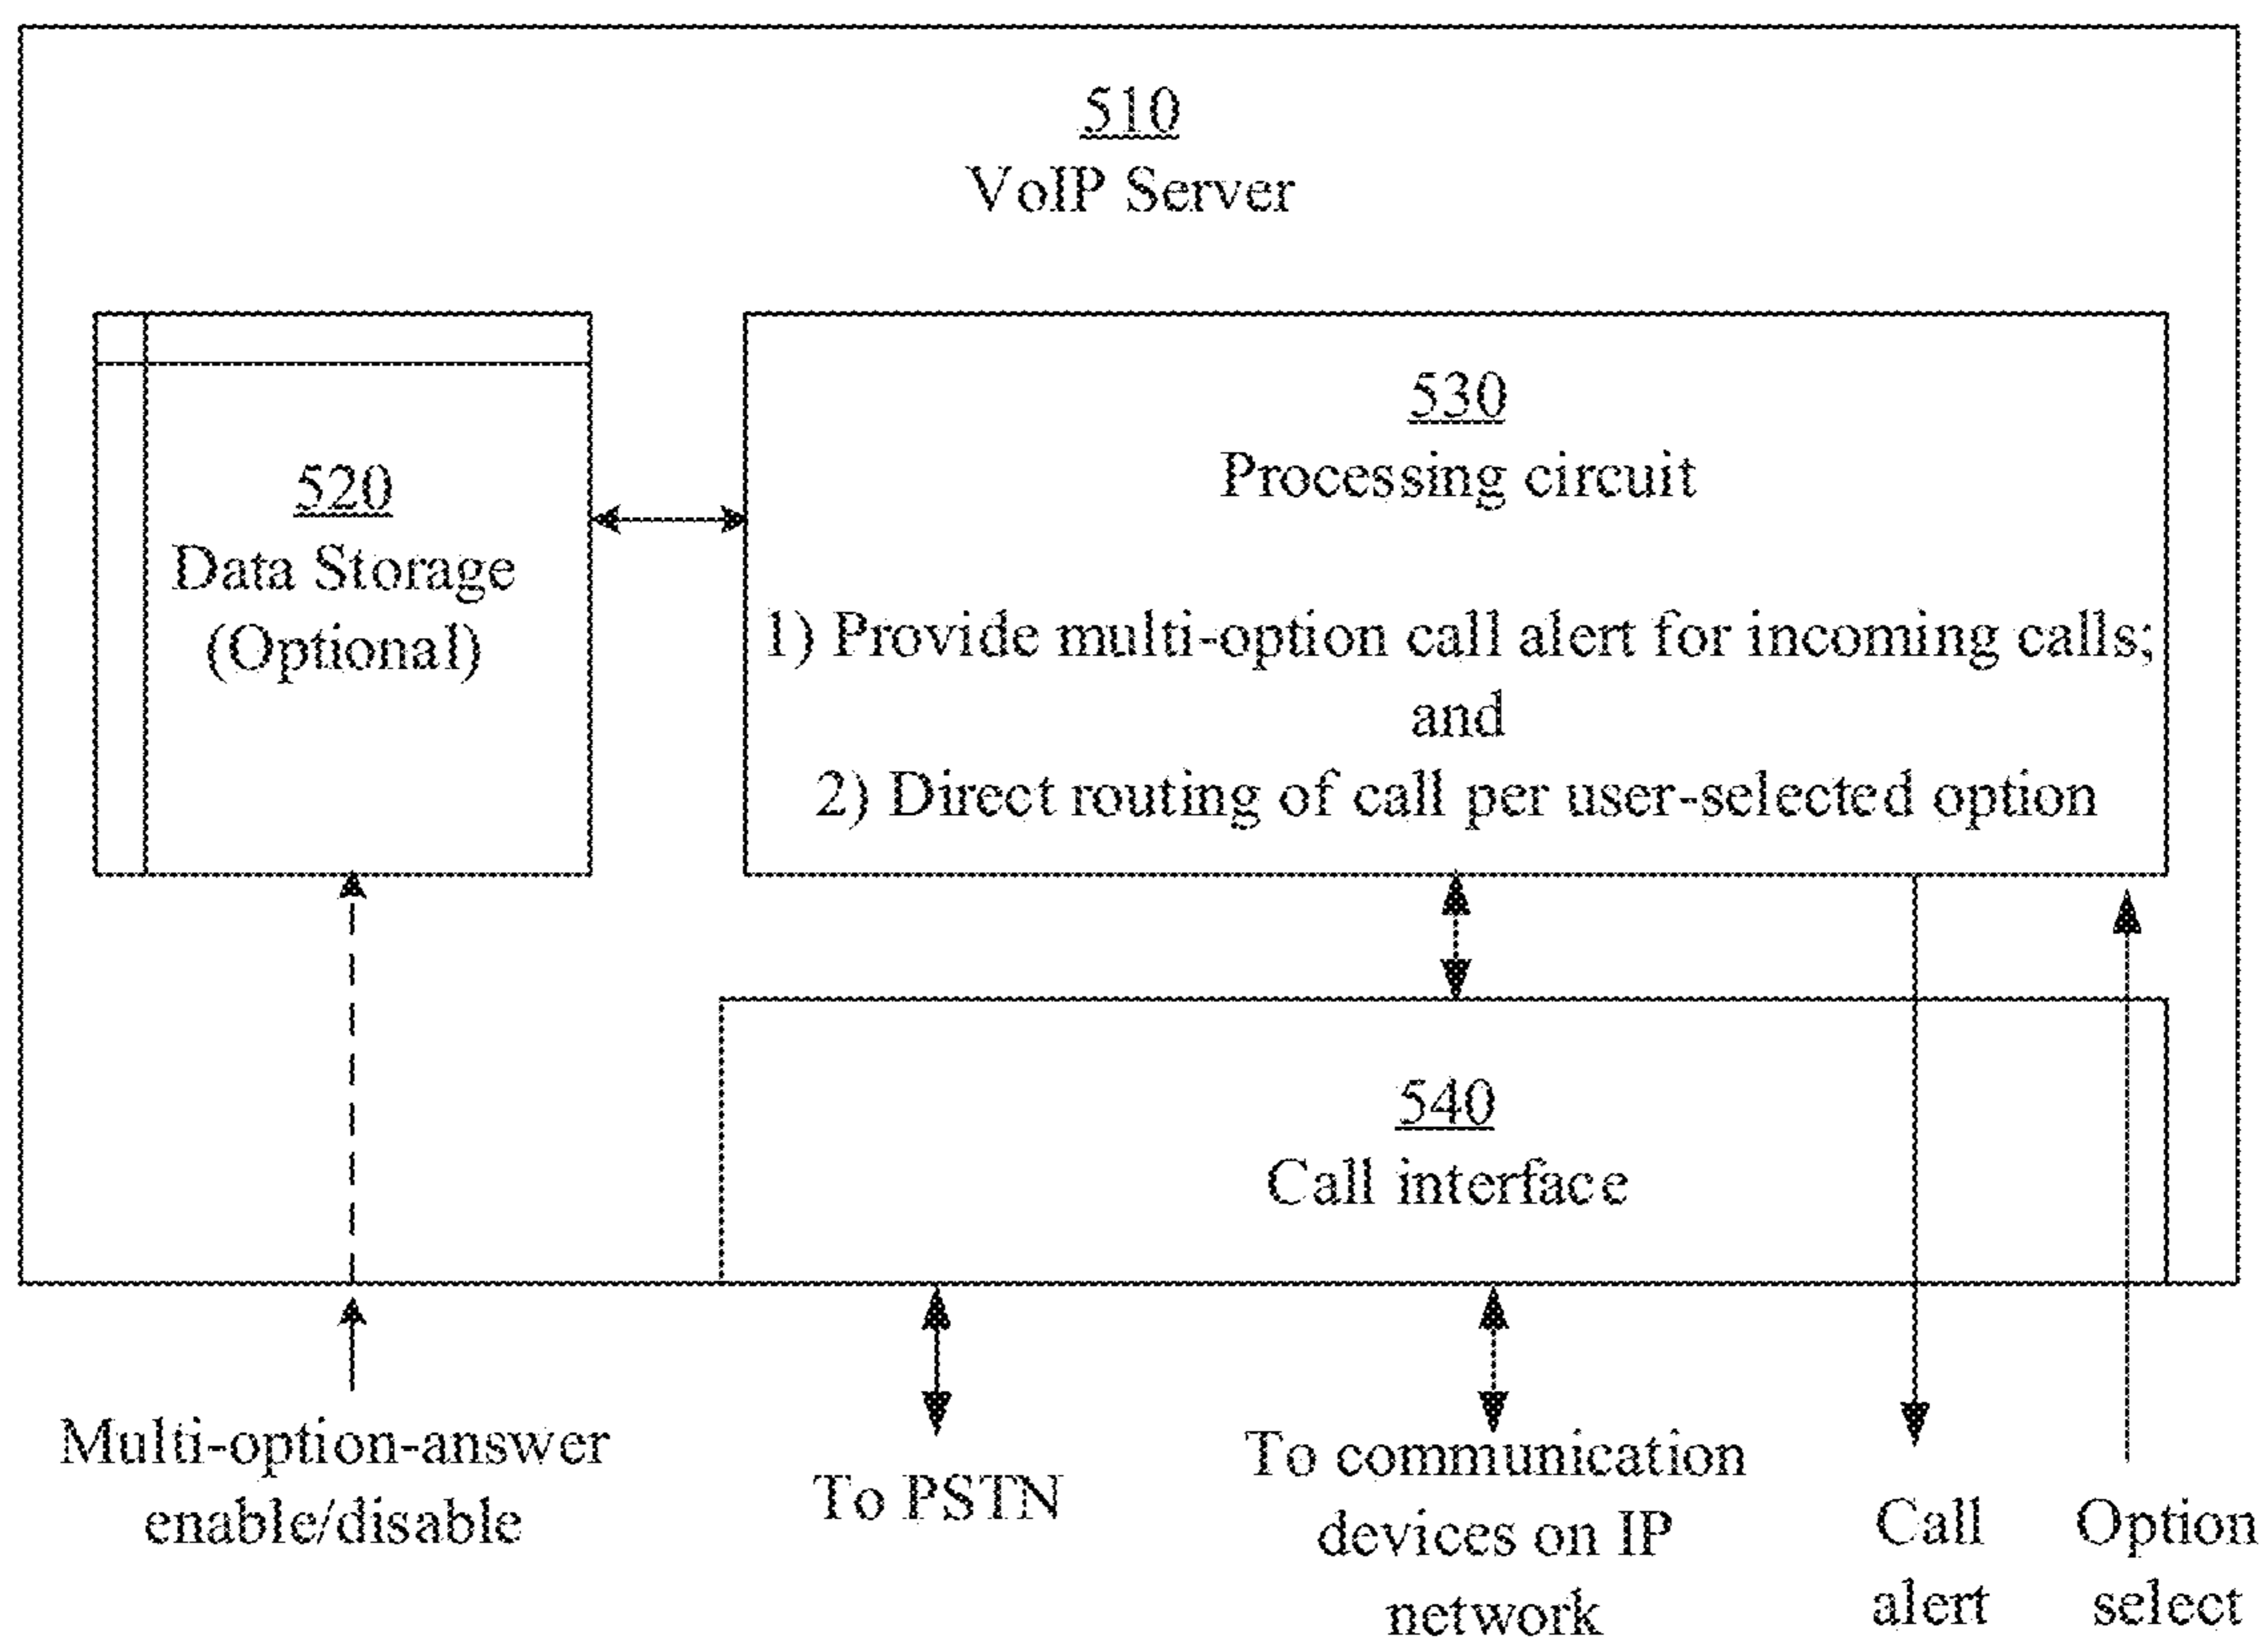 510
VoIP Server
520
Data Storage
(Optional)
530
Processing circuit
1) Provide multi-option call alert for incoming calls;
and
2) Direct routing of call per user-selected option
540
Call interface
Multi-option-answer
enable/disable
To PSTN
To communication
devices on IP
network
Call
alert
Option
select